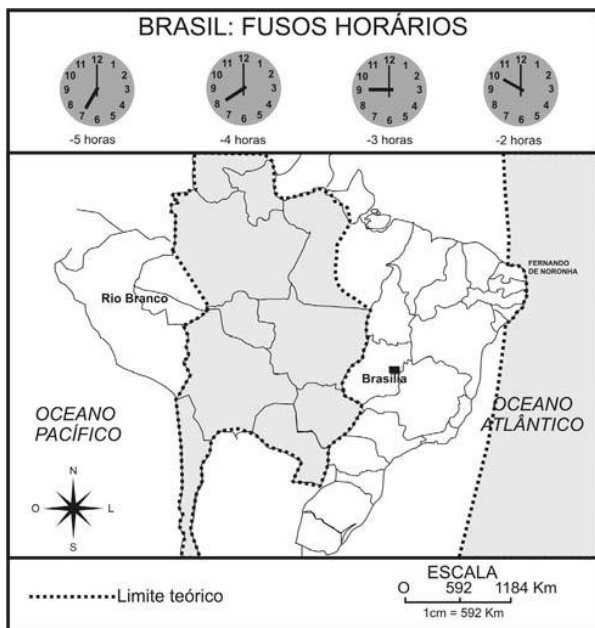 BRASIL: FUSOS HORÁRIOS
12
1
2
3
4
5
6
7
8
9
10
11
12
1
2
3
4
5
6
7
8
9
10
11
12
1
2
3
4
5
6
7
8
9
10
11
12
1
2
3
4
5
6
7
8
9
10
11
-5 horas
-4 horas
-3 horas
-2 horas
FERNANDO
DE NORONHA
Rio Branco
Brasília
OCEANO
PACÍFICO
OCEANO
ATLÂNTICO
N
O
L
S
Limite teórico
ESCALA
O 592 1184 Km
1cm = 592 Km